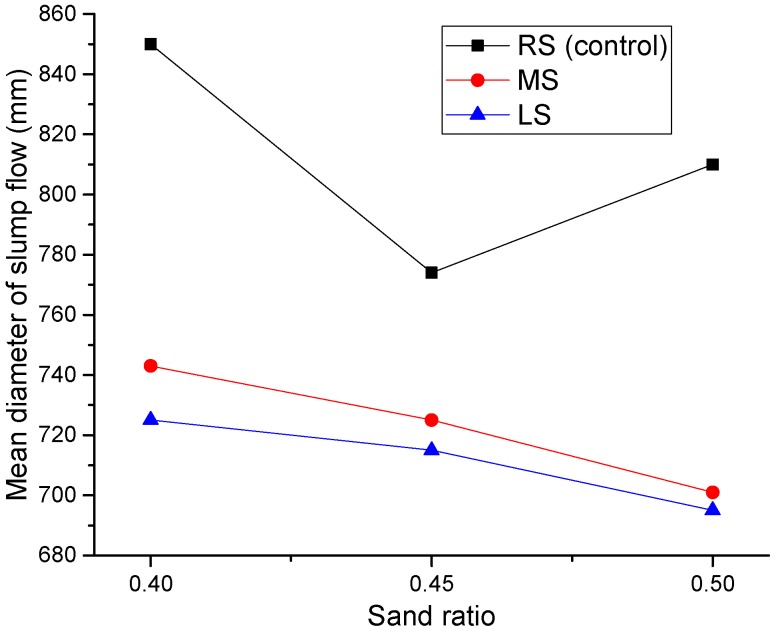 860
840
820
800
780
760
740
720
700
680
Mean diameter of slump flow (mm)
RS (control)
MS
LS
0.40
0.45
0.50
Sand ratio